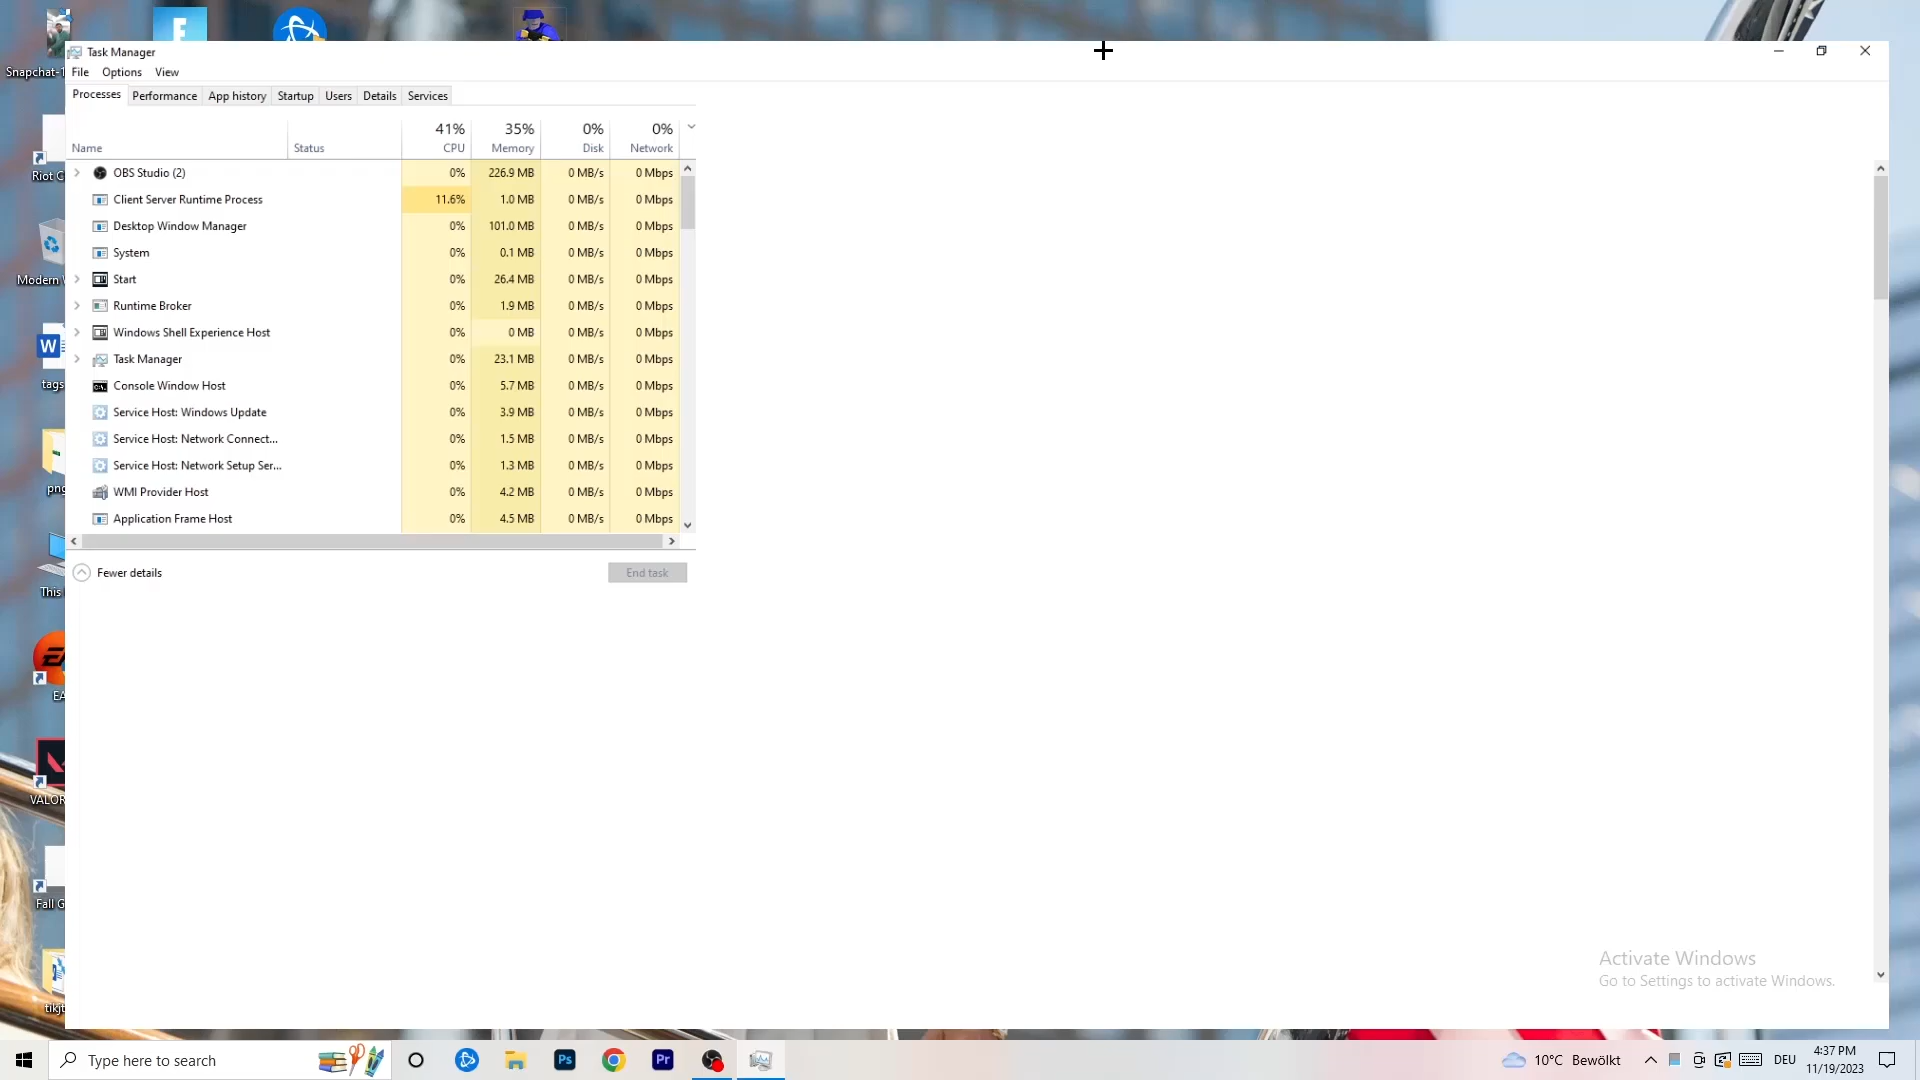 Snapchat-1
Task Manager
File Options View
Processes Performance App history Startup Users Details Services
41% 35% 0% 0%
Name Status CPU Memory Disk Network
OBS Studio (2) 0% 226.9 MB 0 MB/s 0 Mbps
Client Server Runtime Process 11.6% 1.0 MB 0 MB/s 0 Mbps
Riot C
Desktop Window Manager 0% 101.0 MB 0 MB/s 0 Mbps
System 0% 0.1 MB 0 MB/s 0 Mbps
Modern
Start 0% 26.4 MB 0 MB/s 0 Mbps
Runtime Broker 0% 1.9 MB 0 MB/s 0 Mbps
Windows Shell Experience Host 0% 0 MB 0 MB/s 0 Mbps
Task Manager 0% 23.1 MB 0 MB/s 0 Mbps
tags
Console Window Host 0% 5.7 MB 0 MB/s 0 Mbps
Service Host: Windows Update 0% 3.9 MB 0 MB/s 0 Mbps
Service Host: Network Connect... 0% 1.5 MB 0 MB/s 0 Mbps
Service Host: Network Setup Ser... 0% 1.3 MB 0 MB/s 0 Mbps
png
WMI Provider Host 0% 4.2 MB 0 MB/s 0 Mbps
Application Frame Host 0% 4.5 MB 0 MB/s 0 Mbps
Fewer details End task
This
EA
VALOR
Fall G
tikjt
Activate Windows
Go to Settings to activate Windows.
Type here to search
Ps
Pr
10°C Bewölkt
DEU
4:37 PM
11/19/2023